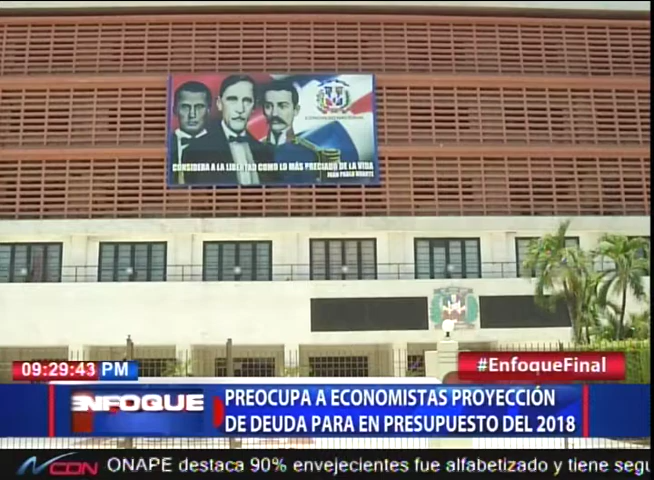 CONSIDERA A LA LIBERTAD COMO LO MÁS PRECIADO DE LA VIDA
JUAN PABLO DUARTE
09:29:43 PM
#EnfoqueFinal
ENFOQUE
PREOCUPA A ECONOMISTAS PROYECCIÓN
DE DEUDA PARA EN PRESUPUESTO DEL 2018
NCDN
ONAPE destaca 90% envejecientes fue alfabetizado y tiene segu